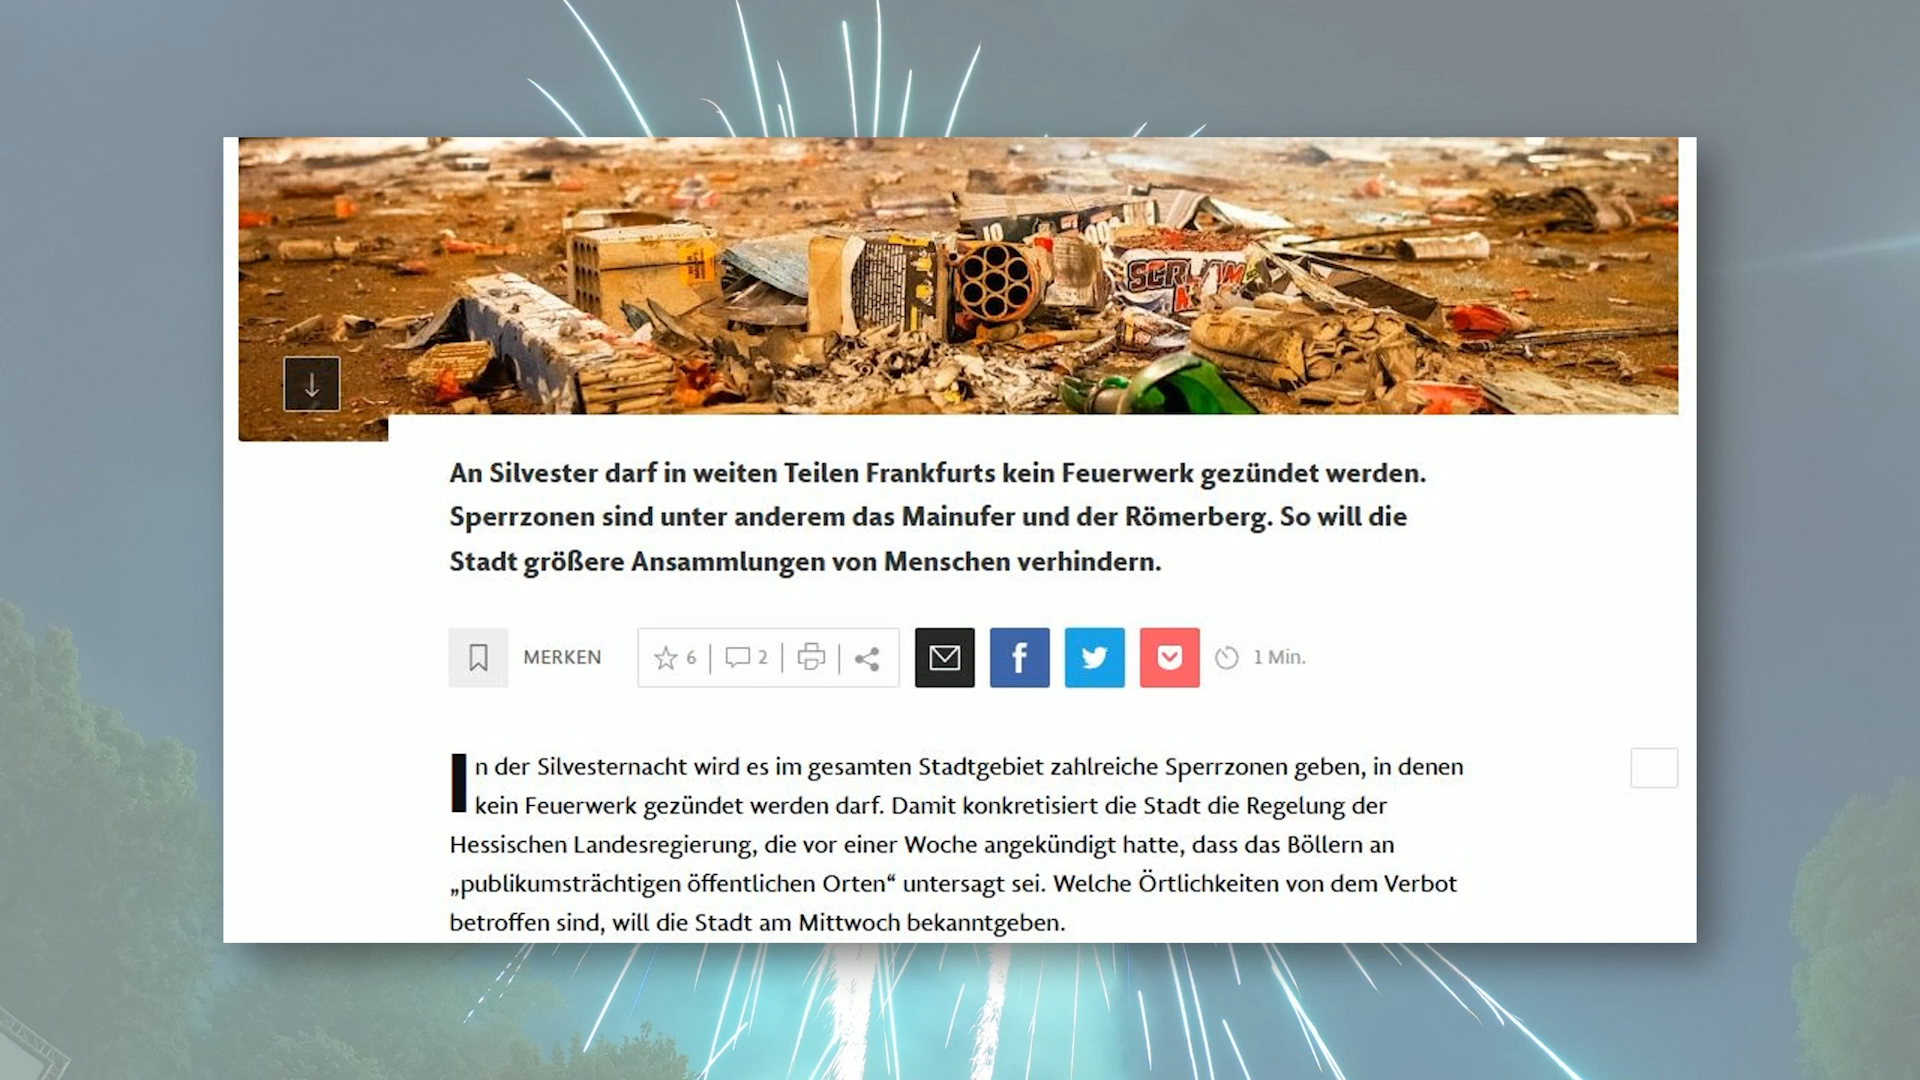 10
SCREAM
An Silvester darf in weiten Teilen Frankfurts kein Feuerwerk gezündet werden.
Sperrzonen sind unter anderem das Mainufer und der Römerberg. So will die
Stadt größere Ansammlungen von Menschen verhindern.
MERKEN 6 2 1 Min.
In der Silvesternacht wird es im gesamten Stadtgebiet zahlreiche Sperrzonen geben, in denen
kein Feuerwerk gezündet werden darf. Damit konkretisiert die Stadt die Regelung der
Hessischen Landesregierung, die vor einer Woche angekündigt hatte, dass das Böllern an
„publikumsträchtigen öffentlichen Orten“ untersagt sei. Welche Örtlichkeiten von dem Verbot
betroffen sind, will die Stadt am Mittwoch bekanntgeben.